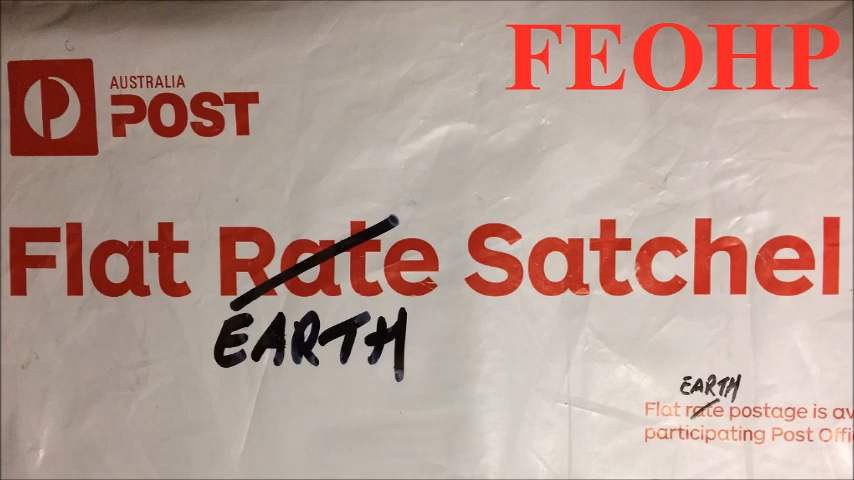 FEOHP
AUSTRALIA
POST
Flat Rate Satchel
EARTH
EARTH
Flat rate postage is av
participating Post Offi